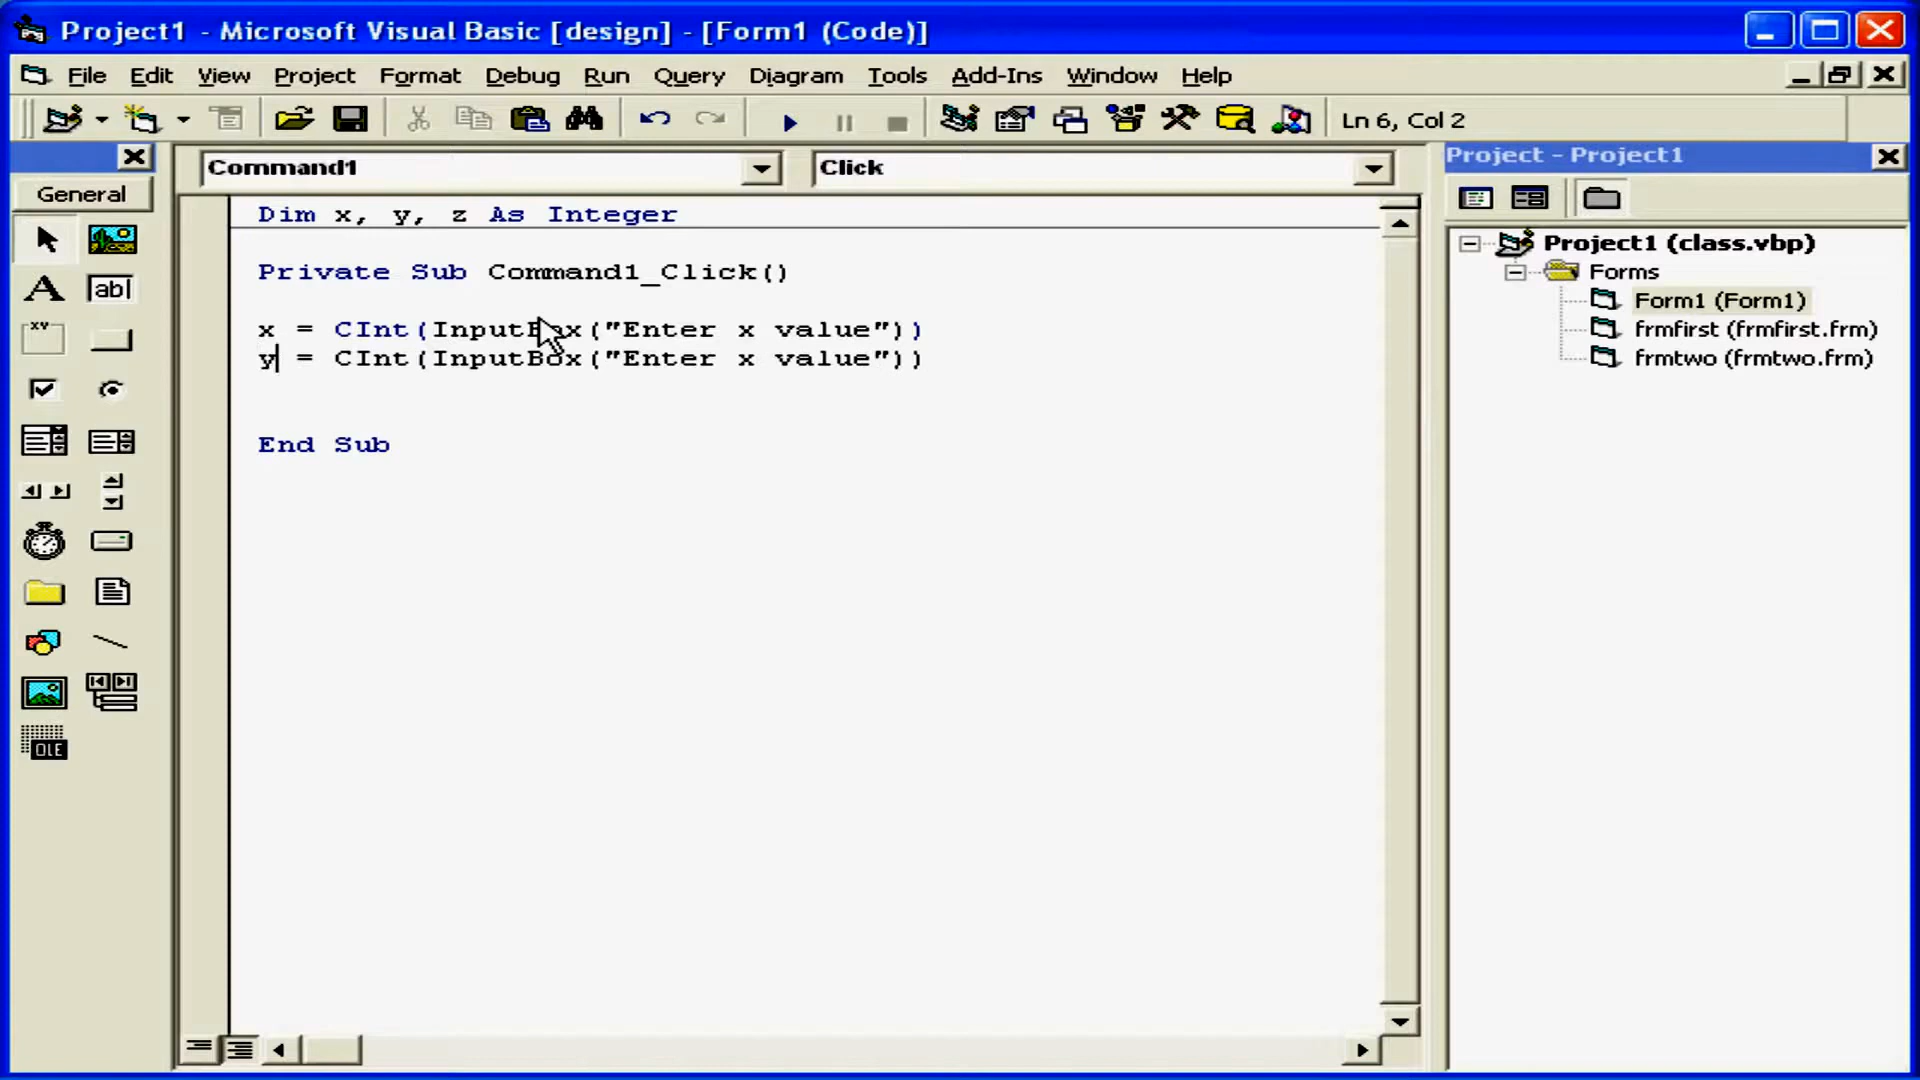 Project1 - Microsoft Visual Basic [design] - [Form1 (Code)]
File Edit View Project Format Debug Run Query Diagram Tools Add-Ins Window Help
Ln 6, Col 2
Project - Project1
Command1
Click
General
Dim x, y, z As Integer
Private Sub Command1_Click()
x = CInt(InputBox("Enter x value"))
y = CInt(InputBox("Enter x value"))
End Sub
Project1 (class.vbp)
Forms
Form1 (Form1)
frmfirst (frmfirst.frm)
frmtwo (frmtwo.frm)
A
ab|
xv
OLE